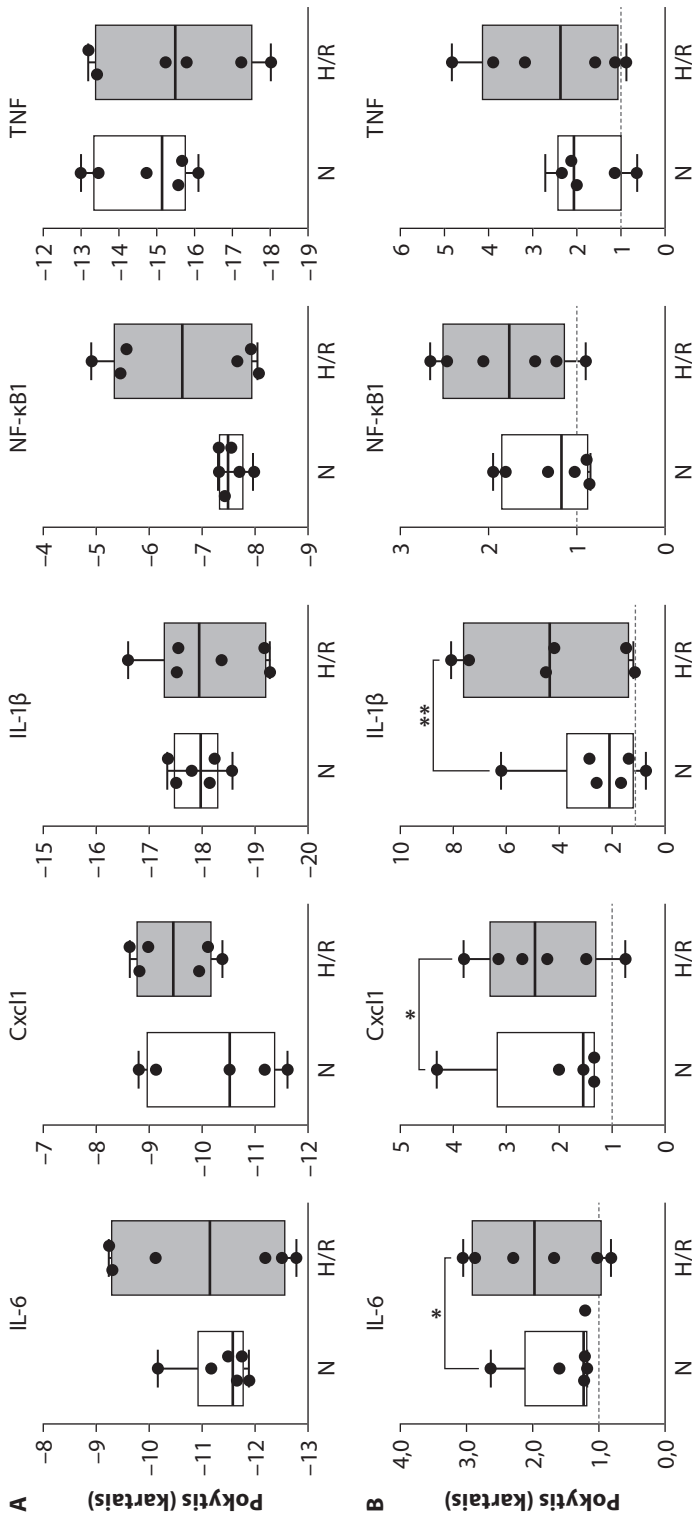 A
Pokytis (kartais)
IL-6
−8
−9
−10
−11
−12
−13
N
H/R
Cxcl1
−7
−8
−9
−10
−11
−12
N
H/R
IL-1β
−15
−16
−17
−18
−19
−20
N
H/R
NF-κB1
−4
−5
−6
−7
−8
−9
N
H/R
TNF
−12
−13
−14
−15
−16
−17
−18
−19
N
H/R
B
Pokytis (kartais)
IL-6
4,0
3,0
2,0
1,0
0,0
*
N
H/R
Cxcl1
5
4
3
2
1
0
*
N
H/R
IL-1β
10
8
6
4
2
0
**
N
H/R
NF-κB1
3
2
1
0
N
H/R
TNF
6
5
4
3
2
1
0
N
H/R